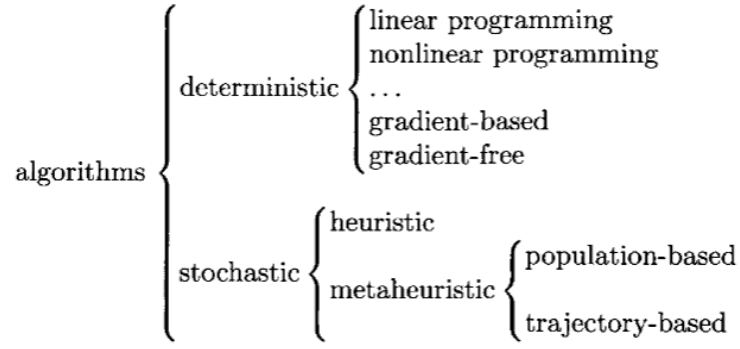 algorithms
deterministic
linear programming
nonlinear programming
...
gradient-based
gradient-free
stochastic
heuristic
metaheuristic
population-based
trajectory-based